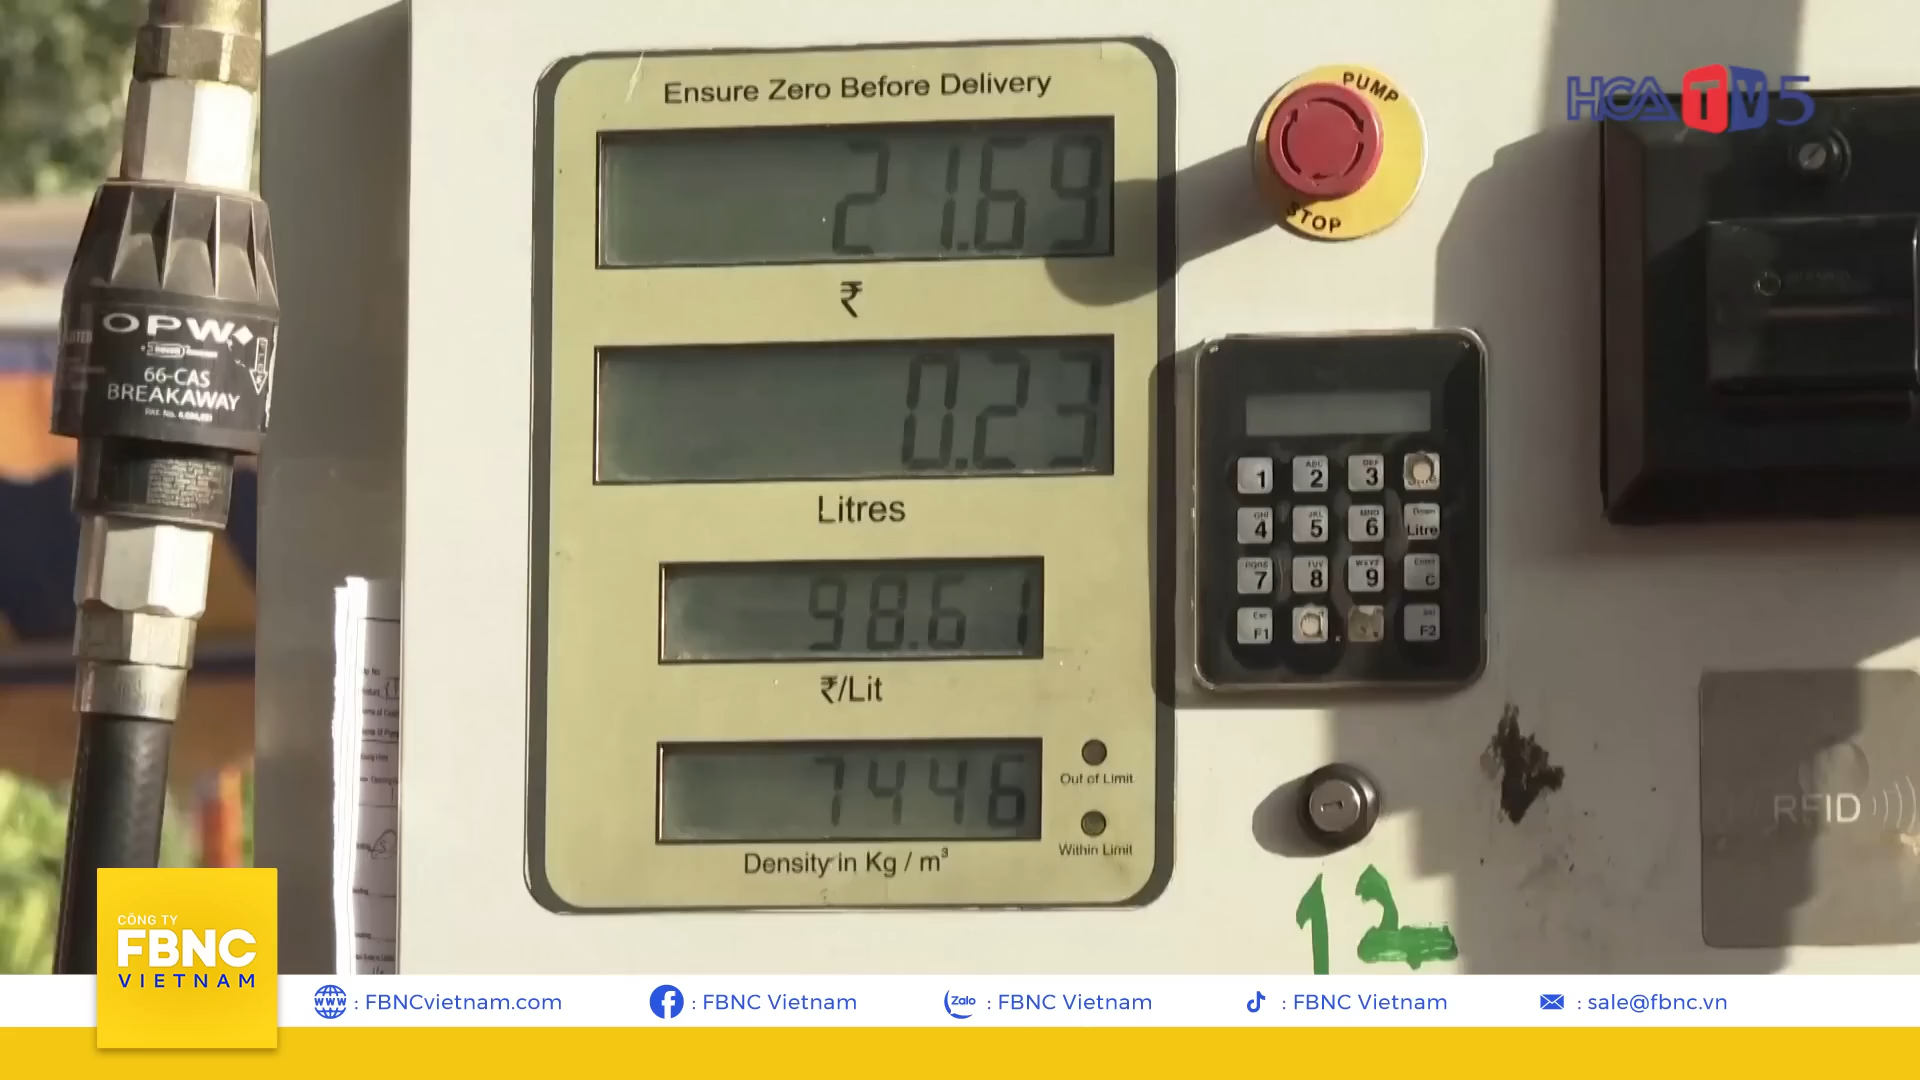 Ensure Zero Before Delivery
21.69
₹
0.23
Litres
98.61
₹/Lit
7446
Density in Kg / m³
Out of Limit
Within Limit
PUMP
STOP
HCATV5
OPW
66-CAS
BREAKAWAY
1 2 3
4 5 6 Litre
7 8 9 C
F1 F2
RFID
12
CÔNG TY
FBNC
VIETNAM
www : FBNCvietnam.com
: FBNC Vietnam
Zalo : FBNC Vietnam
: FBNC Vietnam
: sale@fbnc.vn